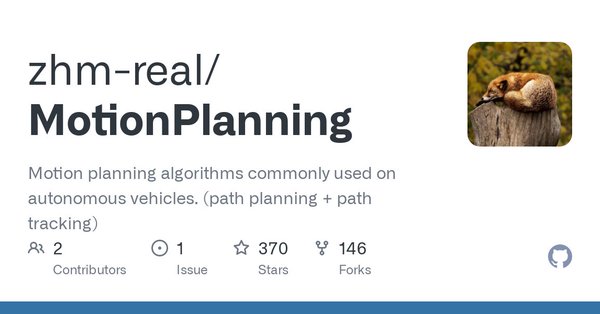 zhm-real/
MotionPlanning
Motion planning algorithms commonly used on
autonomous vehicles. (path planning + path
tracking)
2 1 370 146
Contributors Issue Stars Forks